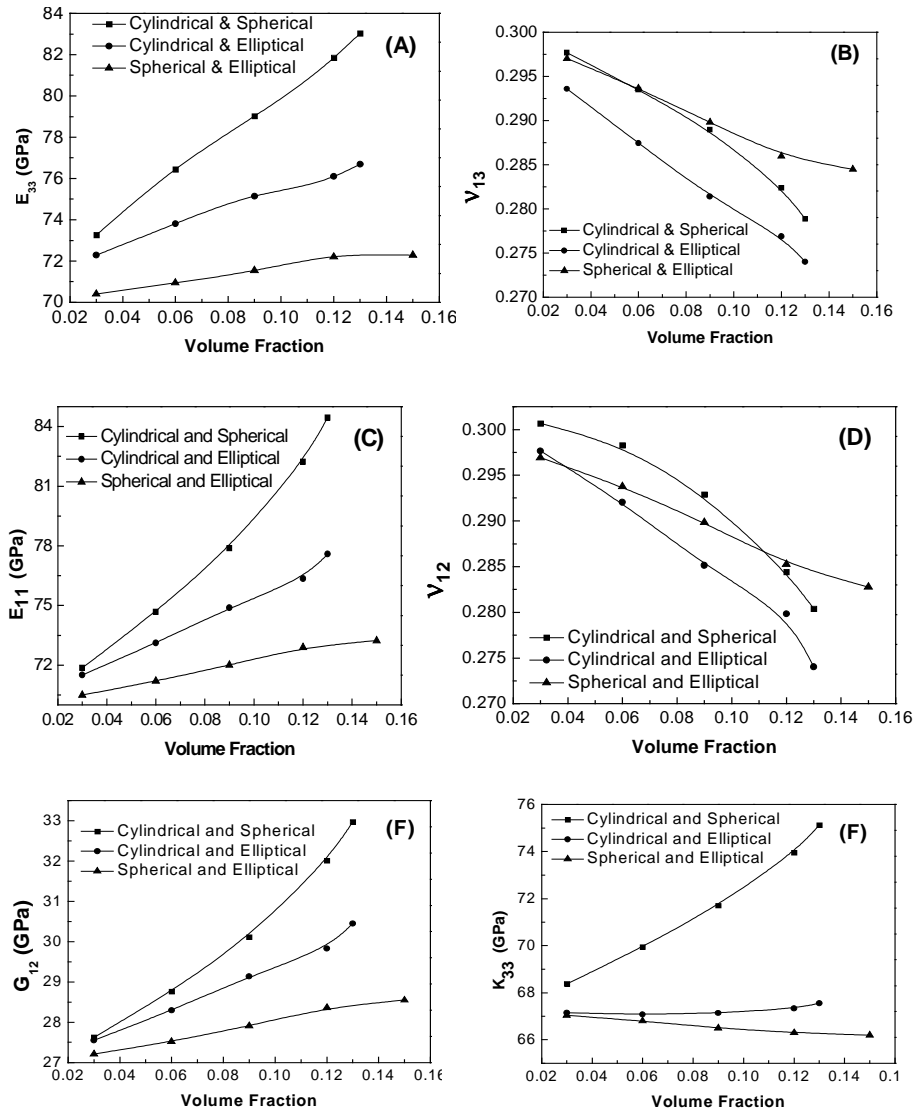 Cylindrical & Spherical
Cylindrical & Elliptical
Spherical & Elliptical
(A)
E33 (GPa)
84
82
80
78
76
74
72
70
0.02 0.04 0.06 0.08 0.10 0.12 0.14 0.16
Volume Fraction
(B)
ν13
0.300
0.295
0.290
0.285
0.280
0.275
0.270
Cylindrical & Spherical
Cylindrical & Elliptical
Spherical & Elliptical
0.02 0.04 0.06 0.08 0.10 0.12 0.14 0.16
Volume Fraction
Cylindrical and Spherical
Cylindrical and Elliptical
Spherical and Elliptical
(C)
E11 (GPa)
84
81
78
75
72
0.02 0.04 0.06 0.08 0.10 0.12 0.14 0.16
Volume Fraction
(D)
ν12
0.300
0.295
0.290
0.285
0.280
0.275
0.270
Cylindrical and Spherical
Cylindrical and Elliptical
Spherical and Elliptical
0.02 0.04 0.06 0.08 0.10 0.12 0.14 0.16
Volume Fraction
Cylindrical and Spherical
Cylindrical and Elliptical
Spherical and Elliptical
(F)
G12 (GPa)
33
32
31
30
28
27
0.02 0.04 0.06 0.08 0.10 0.12 0.14 0.16
Volume Fraction
Cylindrical and Spherical
Cylindrical and Elliptical
Spherical and Elliptical
(F)
K33 (GPa)
76
74
72
70
68
66
0.02 0.04 0.06 0.08 0.10 0.12 0.14 0.16
Volume Fraction